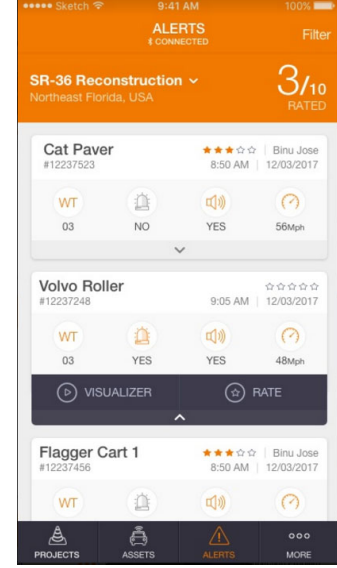 Sketch 9:41 AM 100%
ALERTS
CONNECTED
Filter
SR-36 Reconstruction
Northeast Florida, USA
3/10
RATED
Cat Paver Binu Jose
#12237523 8:50 AM 12/03/2017
WT
03 NO YES 56Mph
Volvo Roller
#12237248 9:05 AM 12/03/2017
WT
03 YES YES 48Mph
VISUALIZER RATE
Flagger Cart 1 Binu Jose
#12237456 8:50 AM 12/03/2017
WT
PROJECTS ASSETS ALERTS MORE